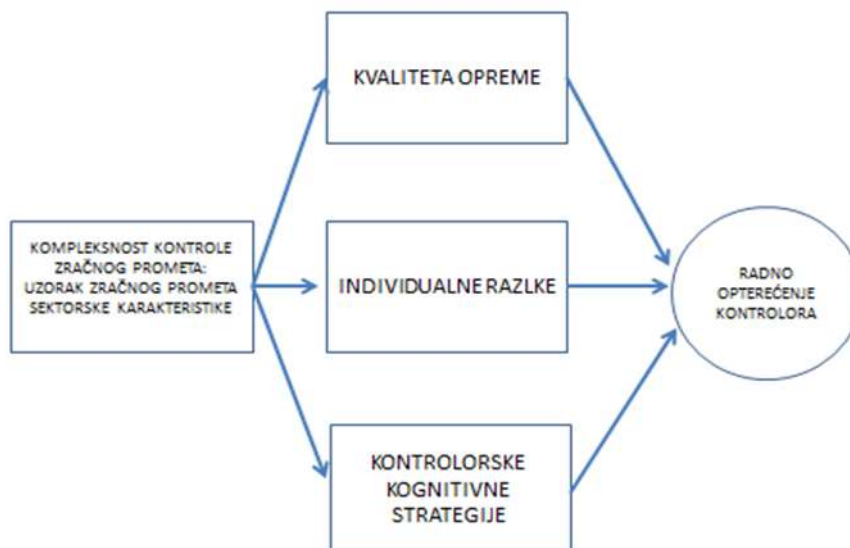 KVALITETA OPREME
KOMPLEKSNOST KONTROLE
ZRAČNOG PROMETA:
UZORAK ZRAČNOG PROMETA
SEKTORSKE KARAKTERISTIKE
INDIVIDUALNE RAZLKE
RADNO
OPTEREĆENJE
KONTROLORA
KONTROLORSKE
KOGNITIVNE
STRATEGIJE